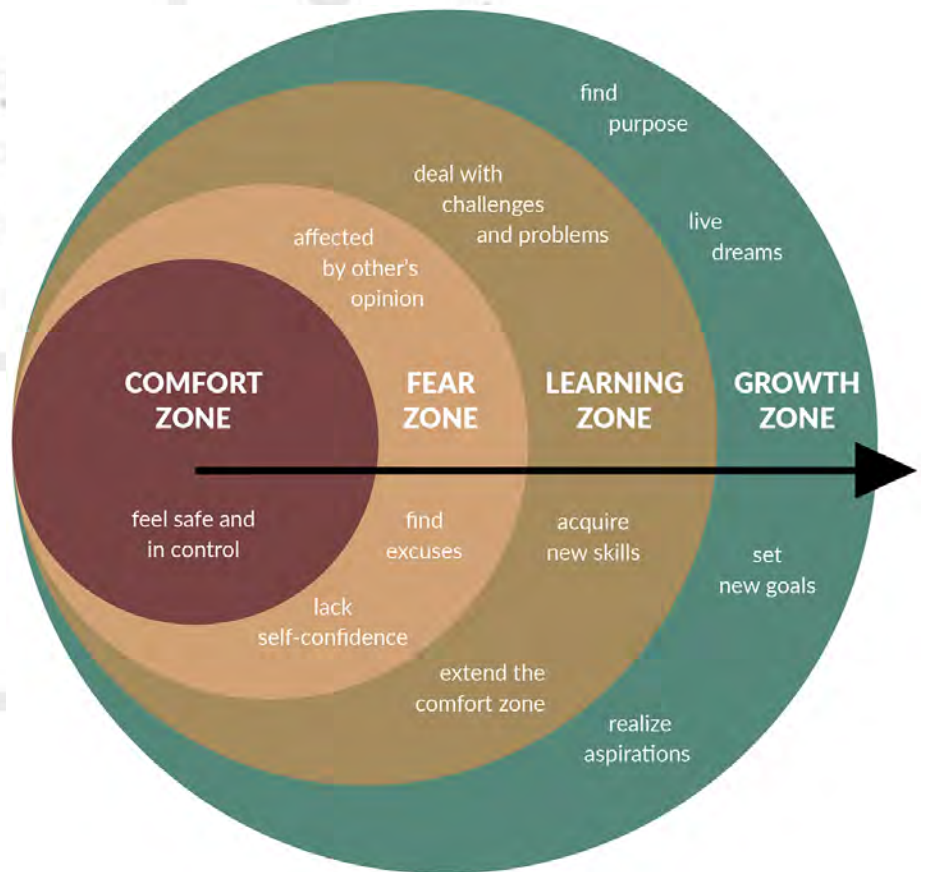 find
purpose
deal with
challenges
and problems
live
dreams
affected
by other's
opinion
COMFORT
ZONE
FEAR
ZONE
LEARNING
ZONE
GROWTH
ZONE
feel safe and
in control
find
excuses
acquire
new skills
set
new goals
lack
self-confidence
extend the
comfort zone
realize
aspirations